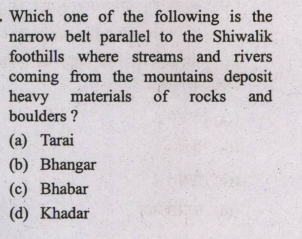 . Which one of the following is the
narrow belt parallel to the Shiwalik
foothills where streams and rivers
coming from the mountains deposit
heavy materials of rocks and
boulders ?
(a) Tarai
(b) Bhangar
(c) Bhabar
(d) Khadar